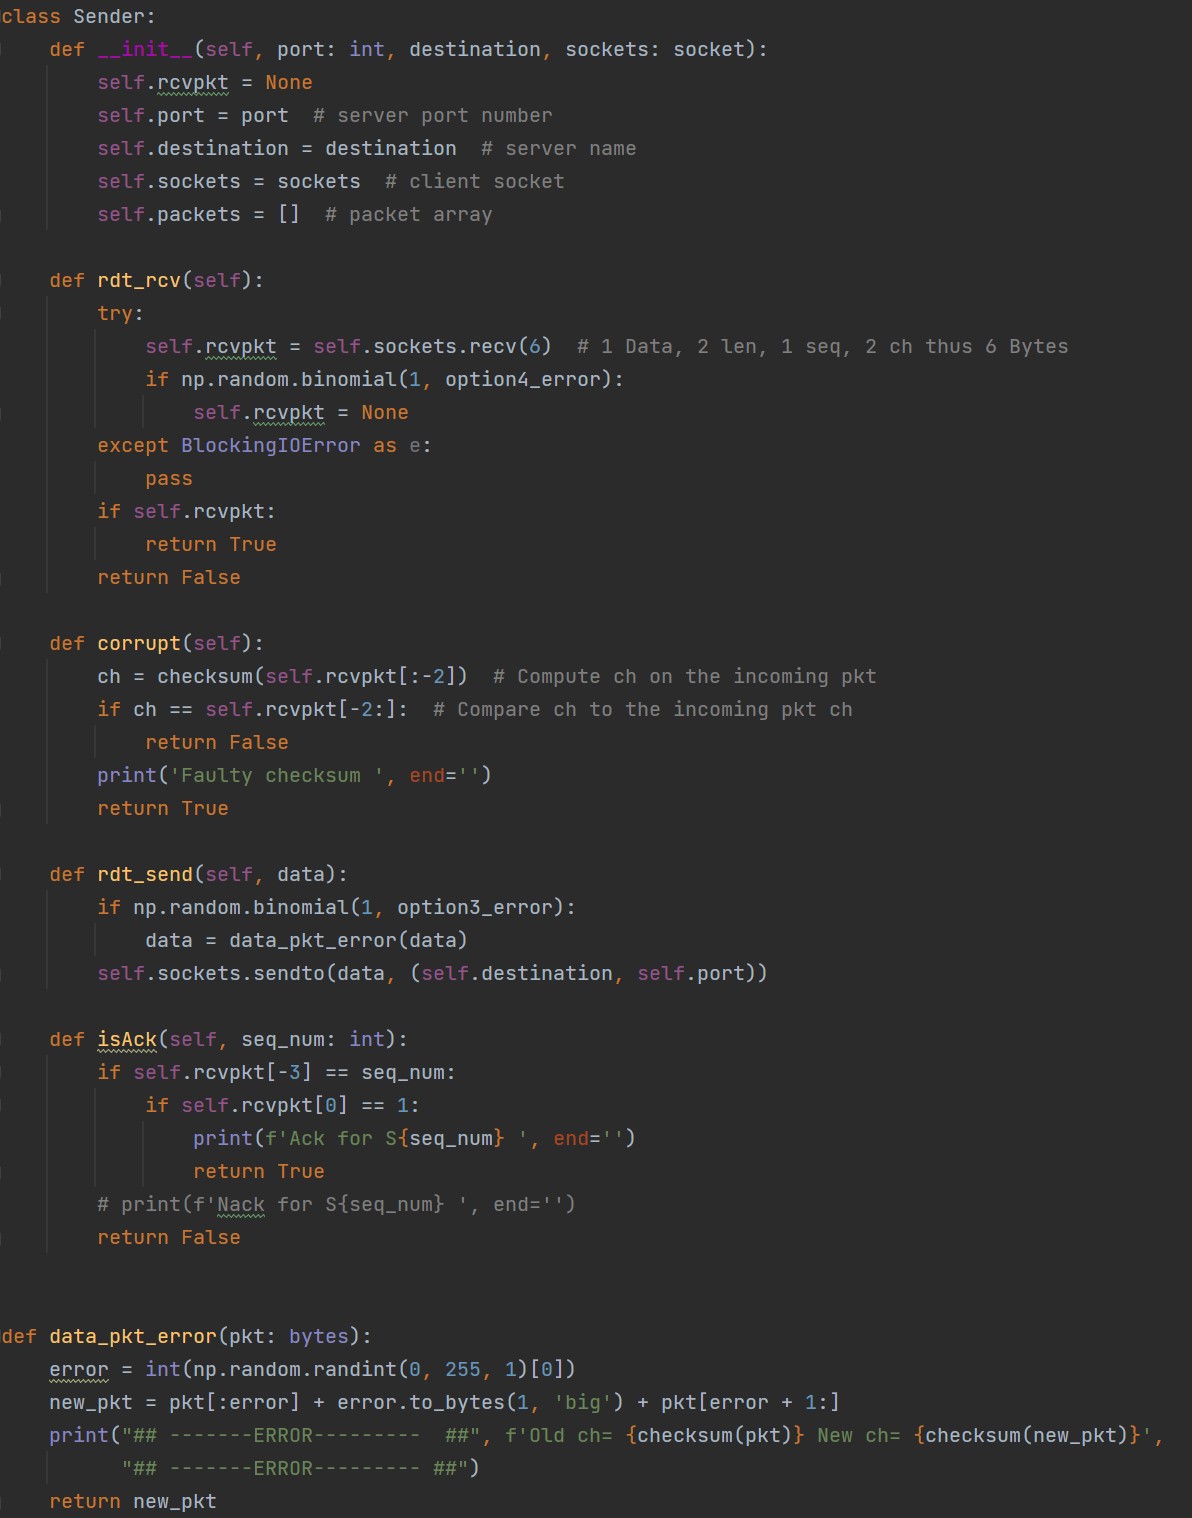 class Sender:
    def __init__(self, port: int, destination, sockets: socket):
        self.rcvpkt = None
        self.port = port  # server port number
        self.destination = destination  # server name
        self.sockets = sockets  # client socket
        self.packets = []  # packet array

    def rdt_rcv(self):
        try:
            self.rcvpkt = self.sockets.recv(6)  # 1 Data, 2 len, 1 seq, 2 ch thus 6 Bytes
            if np.random.binomial(1, option4_error):
                self.rcvpkt = None
        except BlockingIOError as e:
            pass
        if self.rcvpkt:
            return True
        return False

    def corrupt(self):
        ch = checksum(self.rcvpkt[:-2])  # Compute ch on the incoming pkt
        if ch == self.rcvpkt[-2:]:  # Compare ch to the incoming pkt ch
            return False
        print('Faulty checksum ', end='')
        return True

    def rdt_send(self, data):
        if np.random.binomial(1, option3_error):
            data = data_pkt_error(data)
        self.sockets.sendto(data, (self.destination, self.port))

    def isAck(self, seq_num: int):
        if self.rcvpkt[-3] == seq_num:
            if self.rcvpkt[0] == 1:
                print(f'Ack for S{seq_num} ', end='')
                return True
        # print(f'Nack for S{seq_num} ', end='')
        return False


def data_pkt_error(pkt: bytes):
    error = int(np.random.randint(0, 255, 1)[0])
    new_pkt = pkt[:error] + error.to_bytes(1, 'big') + pkt[error + 1:]
    print("## -------ERROR---------  ##", f'Old ch= {checksum(pkt)} New ch= {checksum(new_pkt)}',
          "## -------ERROR--------- ##")
    return new_pkt